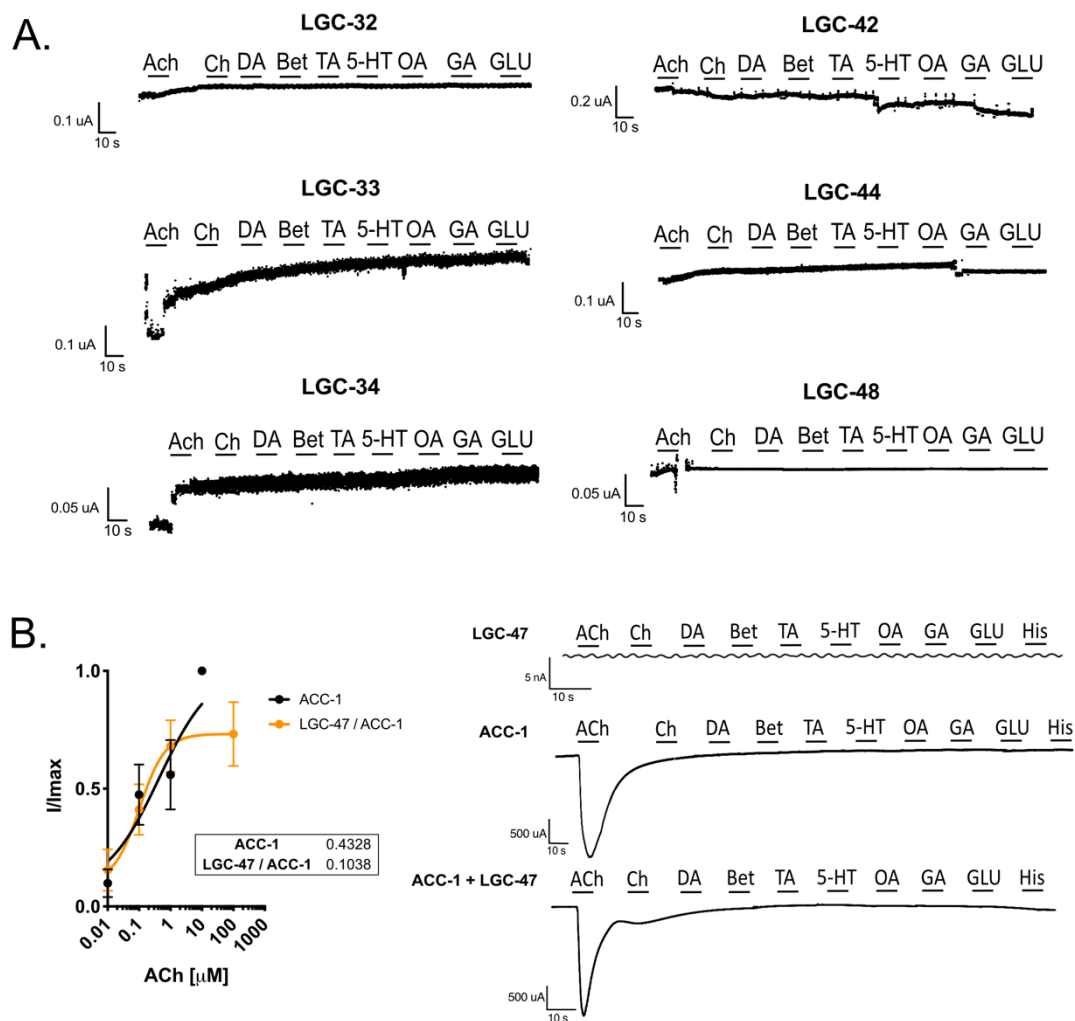 A.
LGC-32
Ach Ch DA Bet TA 5-HT OA GA GLU
0.1 uA
10 s
LGC-42
Ach Ch DA Bet TA 5-HT OA GA GLU
0.2 uA
10 s
LGC-33
Ach Ch DA Bet TA 5-HT OA GA GLU
0.1 uA
10 s
LGC-44
Ach Ch DA Bet TA 5-HT OA GA GLU
0.1 uA
10 s
LGC-34
Ach Ch DA Bet TA 5-HT OA GA GLU
0.05 uA
10 s
LGC-48
Ach Ch DA Bet TA 5-HT OA GA GLU
0.05 uA
10 s
B.
I/Imax
1.0
0.5
0.0
0.01 0.1 1 10 100 1000
ACh [μM]
ACC-1
LGC-47 / ACC-1
ACC-1 0.4328
LGC-47 / ACC-1 0.1038
LGC-47
ACh Ch DA Bet TA 5-HT OA GA GLU His
5 nA
10 s
ACC-1
ACh Ch DA Bet TA 5-HT OA GA GLU His
500 uA
10 s
ACC-1 + LGC-47
ACh Ch DA Bet TA 5-HT OA GA GLU His
500 uA
10 s